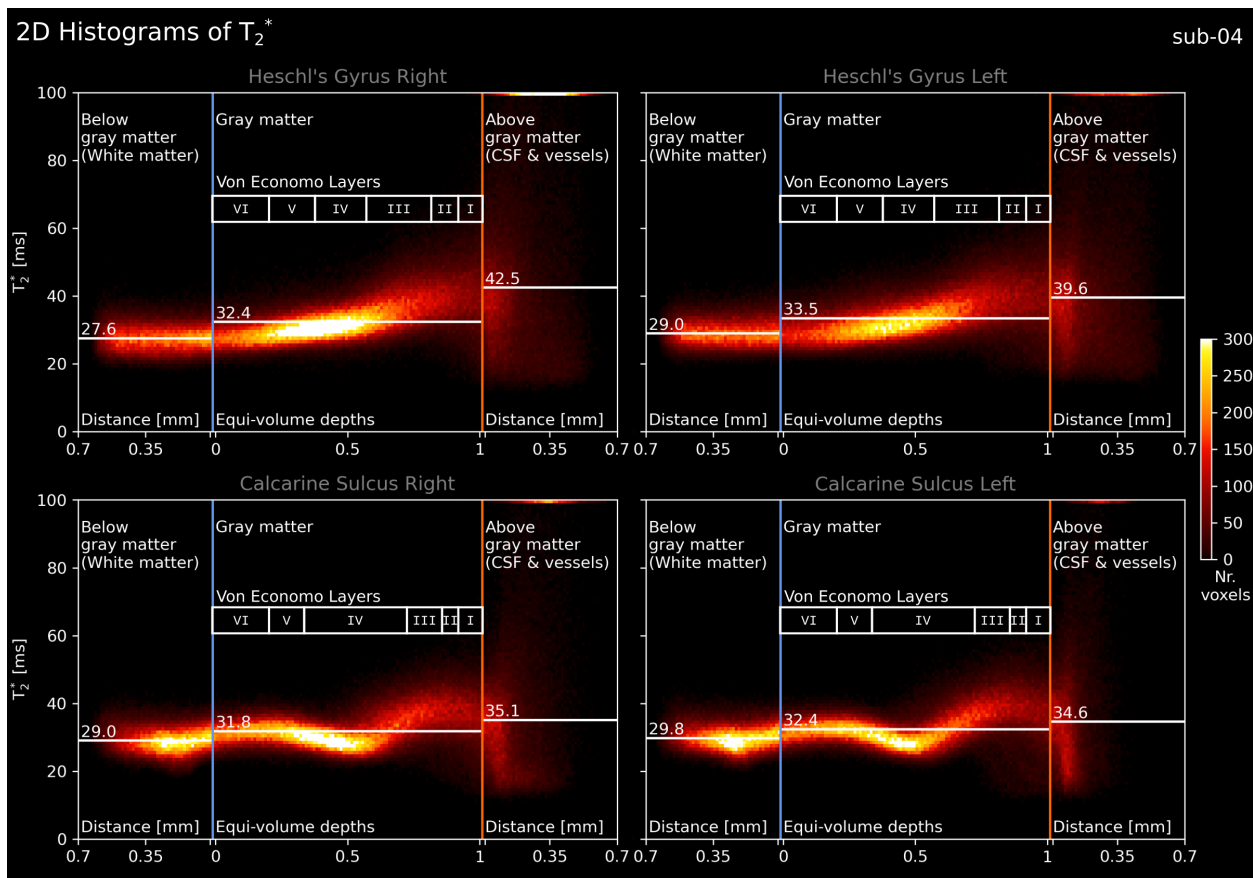 2D Histograms of T₂*
sub-04
Heschl's Gyrus Right
100
80
60
40
20
0
T₂* [ms]
Below
gray matter
(White matter)
Gray matter
Above
gray matter
(CSF & vessels)
Von Economo Layers
VI V IV III II I
27.6
32.4
42.5
Distance [mm]
Equi-volume depths
Distance [mm]
0.7 0.35 0 0.5 1 0.35 0.7
Heschl's Gyrus Left
Below
gray matter
(White matter)
Gray matter
Above
gray matter
(CSF & vessels)
Von Economo Layers
VI V IV III II I
29.0
33.5
39.6
Distance [mm]
Equi-volume depths
Distance [mm]
0.7 0.35 0 0.5 1 0.35 0.7
Calcarine Sulcus Right
100
80
60
40
20
0
T₂* [ms]
Below
gray matter
(White matter)
Gray matter
Above
gray matter
(CSF & vessels)
Von Economo Layers
VI V IV III II I
29.0
31.8
35.1
Distance [mm]
Equi-volume depths
Distance [mm]
0.7 0.35 0 0.5 1 0.35 0.7
Calcarine Sulcus Left
Below
gray matter
(White matter)
Gray matter
Above
gray matter
(CSF & vessels)
Von Economo Layers
VI V IV III II I
29.8
32.4
34.6
Distance [mm]
Equi-volume depths
Distance [mm]
0.7 0.35 0 0.5 1 0.35 0.7
300
250
200
150
100
50
0
Nr.
voxels